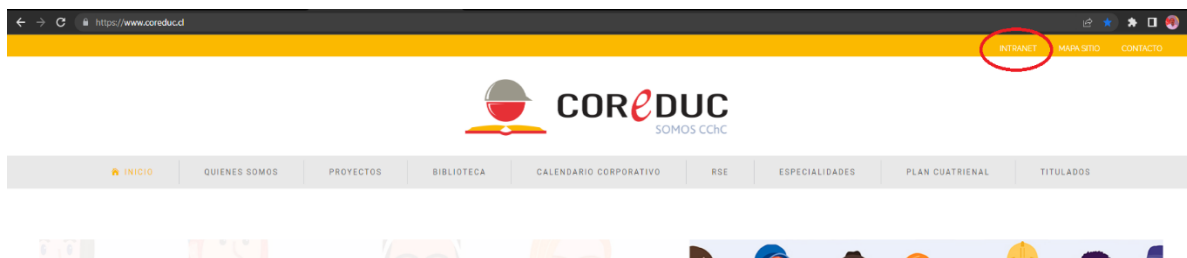 https://www.coreduc.cl
INTRANET MAPA SITIO CONTACTO
COReDUC
SOMOS CChC
INICIO QUIENES SOMOS PROYECTOS BIBLIOTECA CALENDARIO CORPORATIVO RSE ESPECIALIDADES PLAN CUATRIENAL TITULADOS